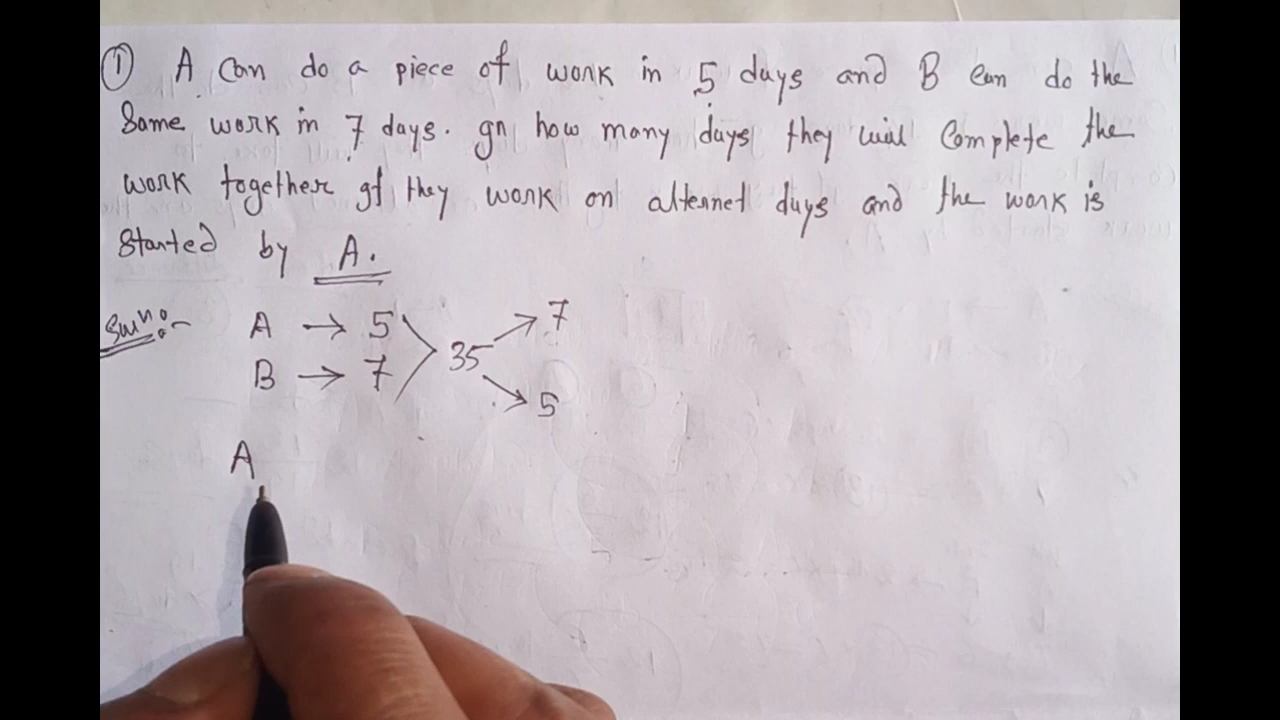 ① A can do a piece of work in 5 days and B can do the
Same work in 7 days. In how many days they will Complete the
work together If they work on alternet days and the work is
Started by A.
A → 5
35
7
B → 7
5
A